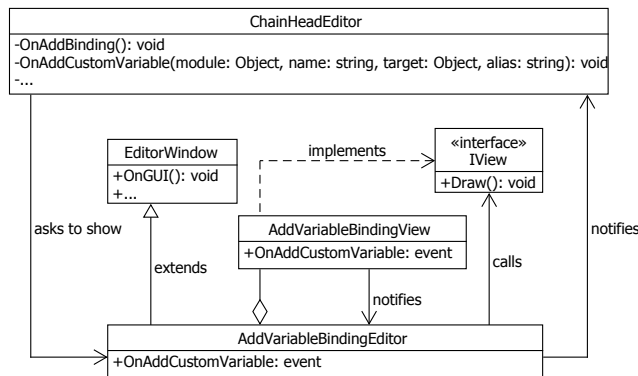 ChainHeadEditor
-OnAddBinding(): void
-OnAddCustomVariable(module: Object, name: string, target: Object, alias: string): void
-...
EditorWindow
+OnGUI(): void
+...
implements
«interface»
IView
+Draw(): void
asks to show
notifies
AddVariableBindingView
+OnAddCustomVariable: event
extends
calls
notifies
AddVariableBindingEditor
+OnAddCustomVariable: event